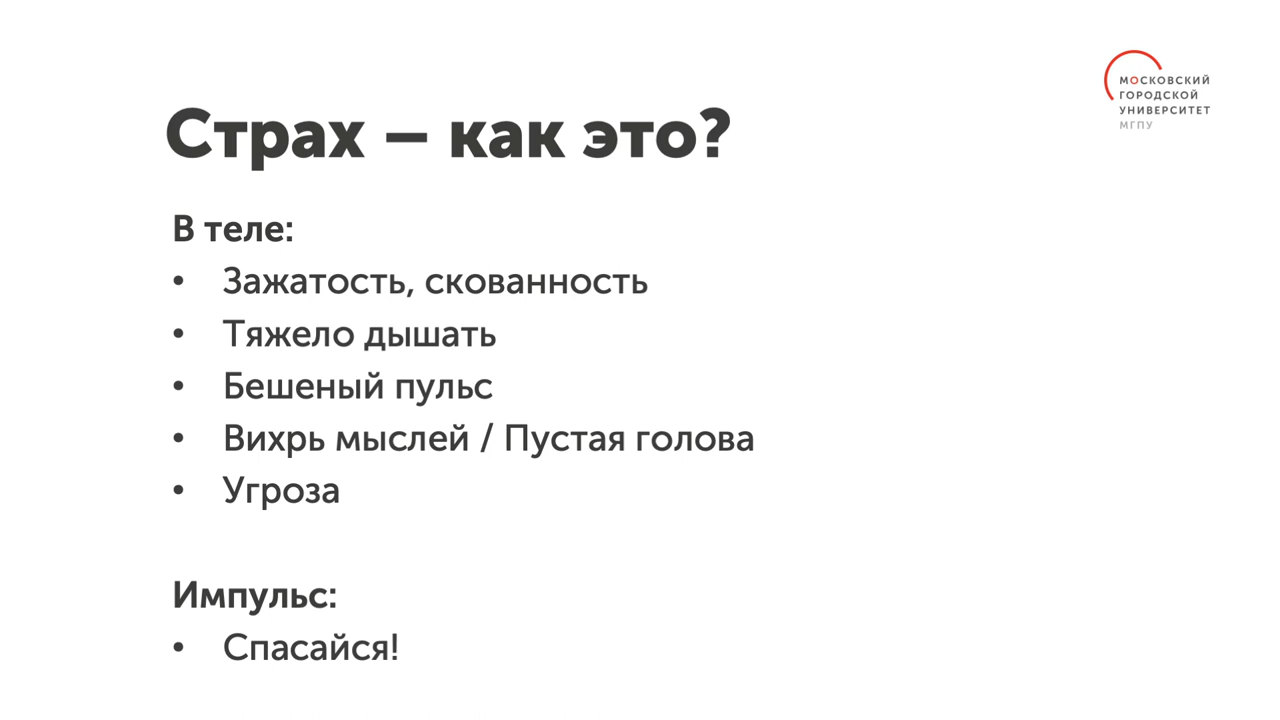 МОСКОВСКИЙ
ГОРОДСКОЙ
УНИВЕРСИТЕТ
МГПУ
Страх – как это?
В теле:
• Зажатость, скованность
• Тяжело дышать
• Бешеный пульс
• Вихрь мыслей / Пустая голова
• Угроза
Импульс:
• Спасайся!